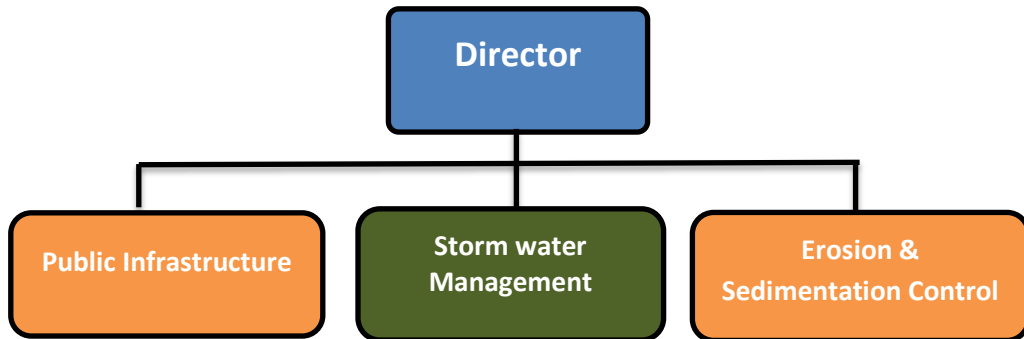 Director
Public Infrastructure
Storm water
Management
Erosion &
Sedimentation Control